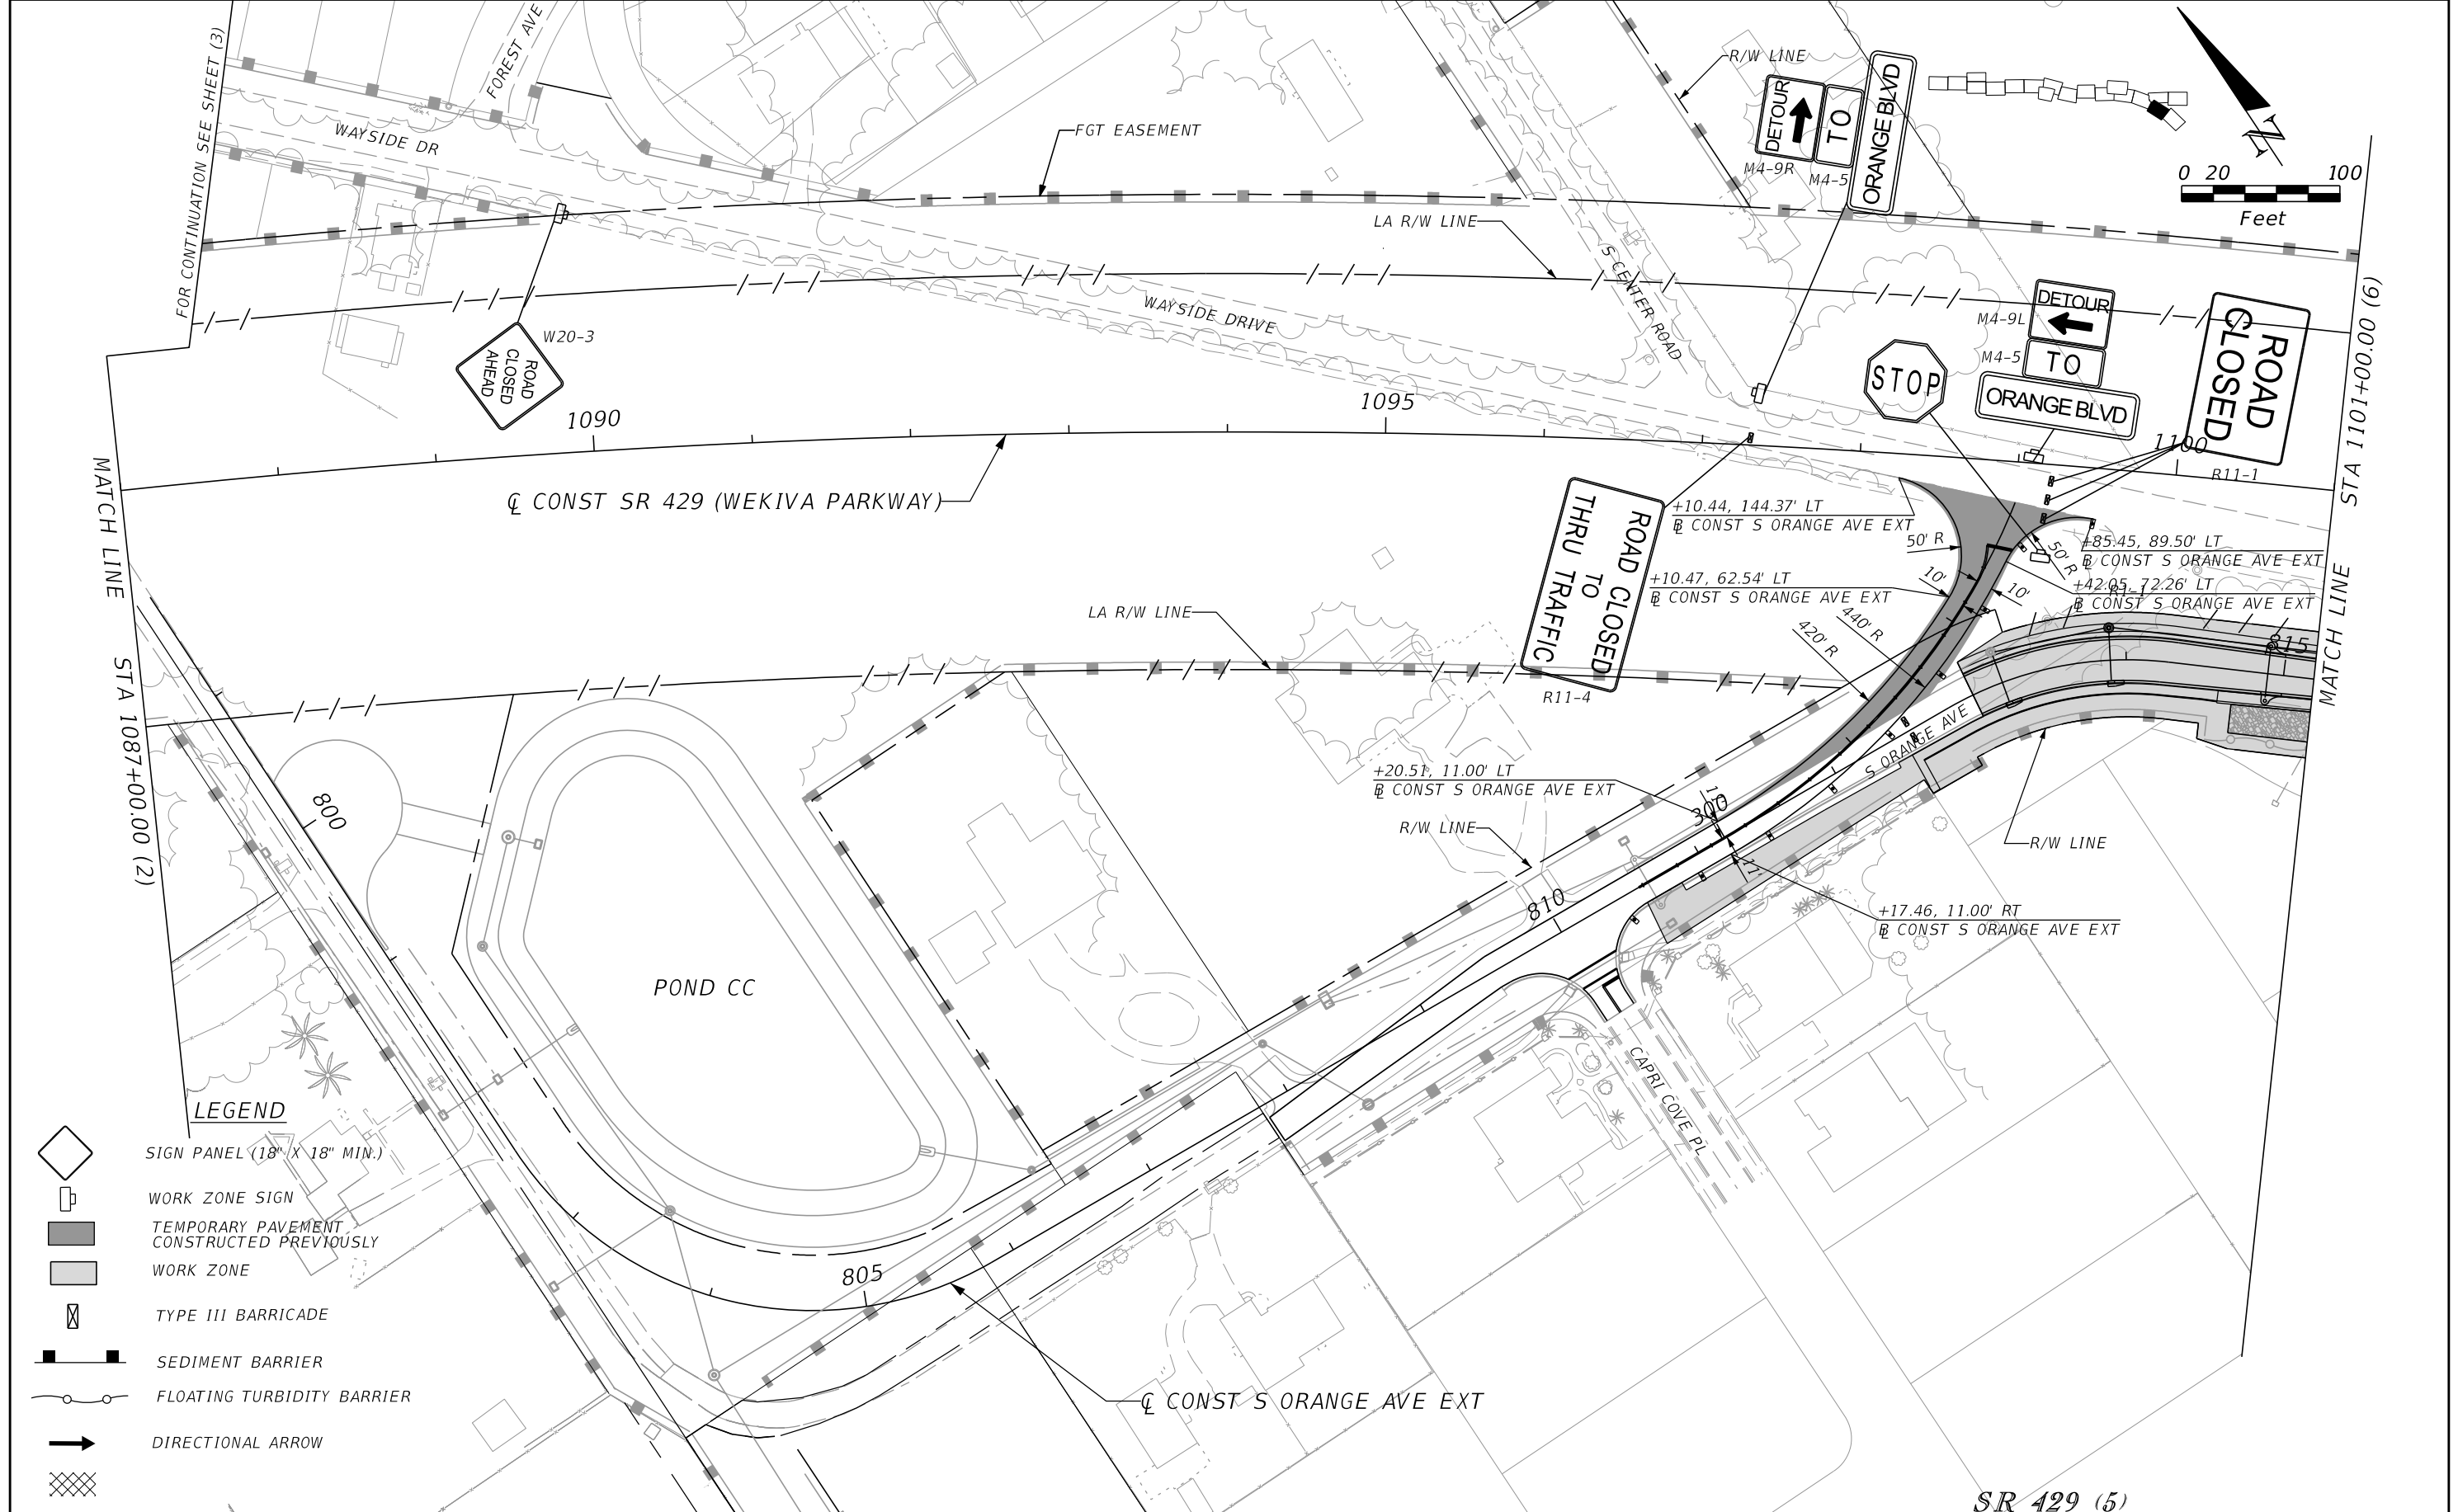 FOR CONTINUATION SEE SHEET (3)
FOREST AVE
WAYSIDE DR
FGT EASEMENT
R/W LINE
DETOUR
TO
ORANGE BLVD
M4-9R
M4-5
N
0 20 100
Feet
LA R/W LINE
S CENTER ROAD
WAYSIDE DRIVE
W20-3
ROAD
CLOSED
AHEAD
1090
1095
1100
DETOUR
M4-9L
M4-5
TO
ORANGE BLVD
STOP
ROAD
CLOSED
R11-1
MATCH LINE STA 1101+00.00 (6)
MATCH LINE STA 1087+00.00 (2)
℄ CONST SR 429 (WEKIVA PARKWAY)
ROAD CLOSED
TO
THRU TRAFFIC
R11-4
+10.44, 144.37' LT
B̲L CONST S ORANGE AVE EXT
50' R
+10.47, 62.54' LT
B̲L CONST S ORANGE AVE EXT
10'
10'
50' R
+85.45, 89.50' LT
B̲L CONST S ORANGE AVE EXT
+42.05, 72.26' LT
B̲L CONST S ORANGE AVE EXT
R1-1
420' R
440' R
815
LA R/W LINE
S ORANGE AVE
+20.51, 11.00' LT
B̲L CONST S ORANGE AVE EXT
300
R/W LINE
R/W LINE
810
+17.46, 11.00' RT
B̲L CONST S ORANGE AVE EXT
800
POND CC
CAPRI COVE PL
805
℄ CONST S ORANGE AVE EXT
LEGEND
SIGN PANEL (18" X 18" MIN.)
WORK ZONE SIGN
TEMPORARY PAVEMENT
CONSTRUCTED PREVIOUSLY
WORK ZONE
TYPE III BARRICADE
SEDIMENT BARRIER
FLOATING TURBIDITY BARRIER
DIRECTIONAL ARROW
SR 429 (5)